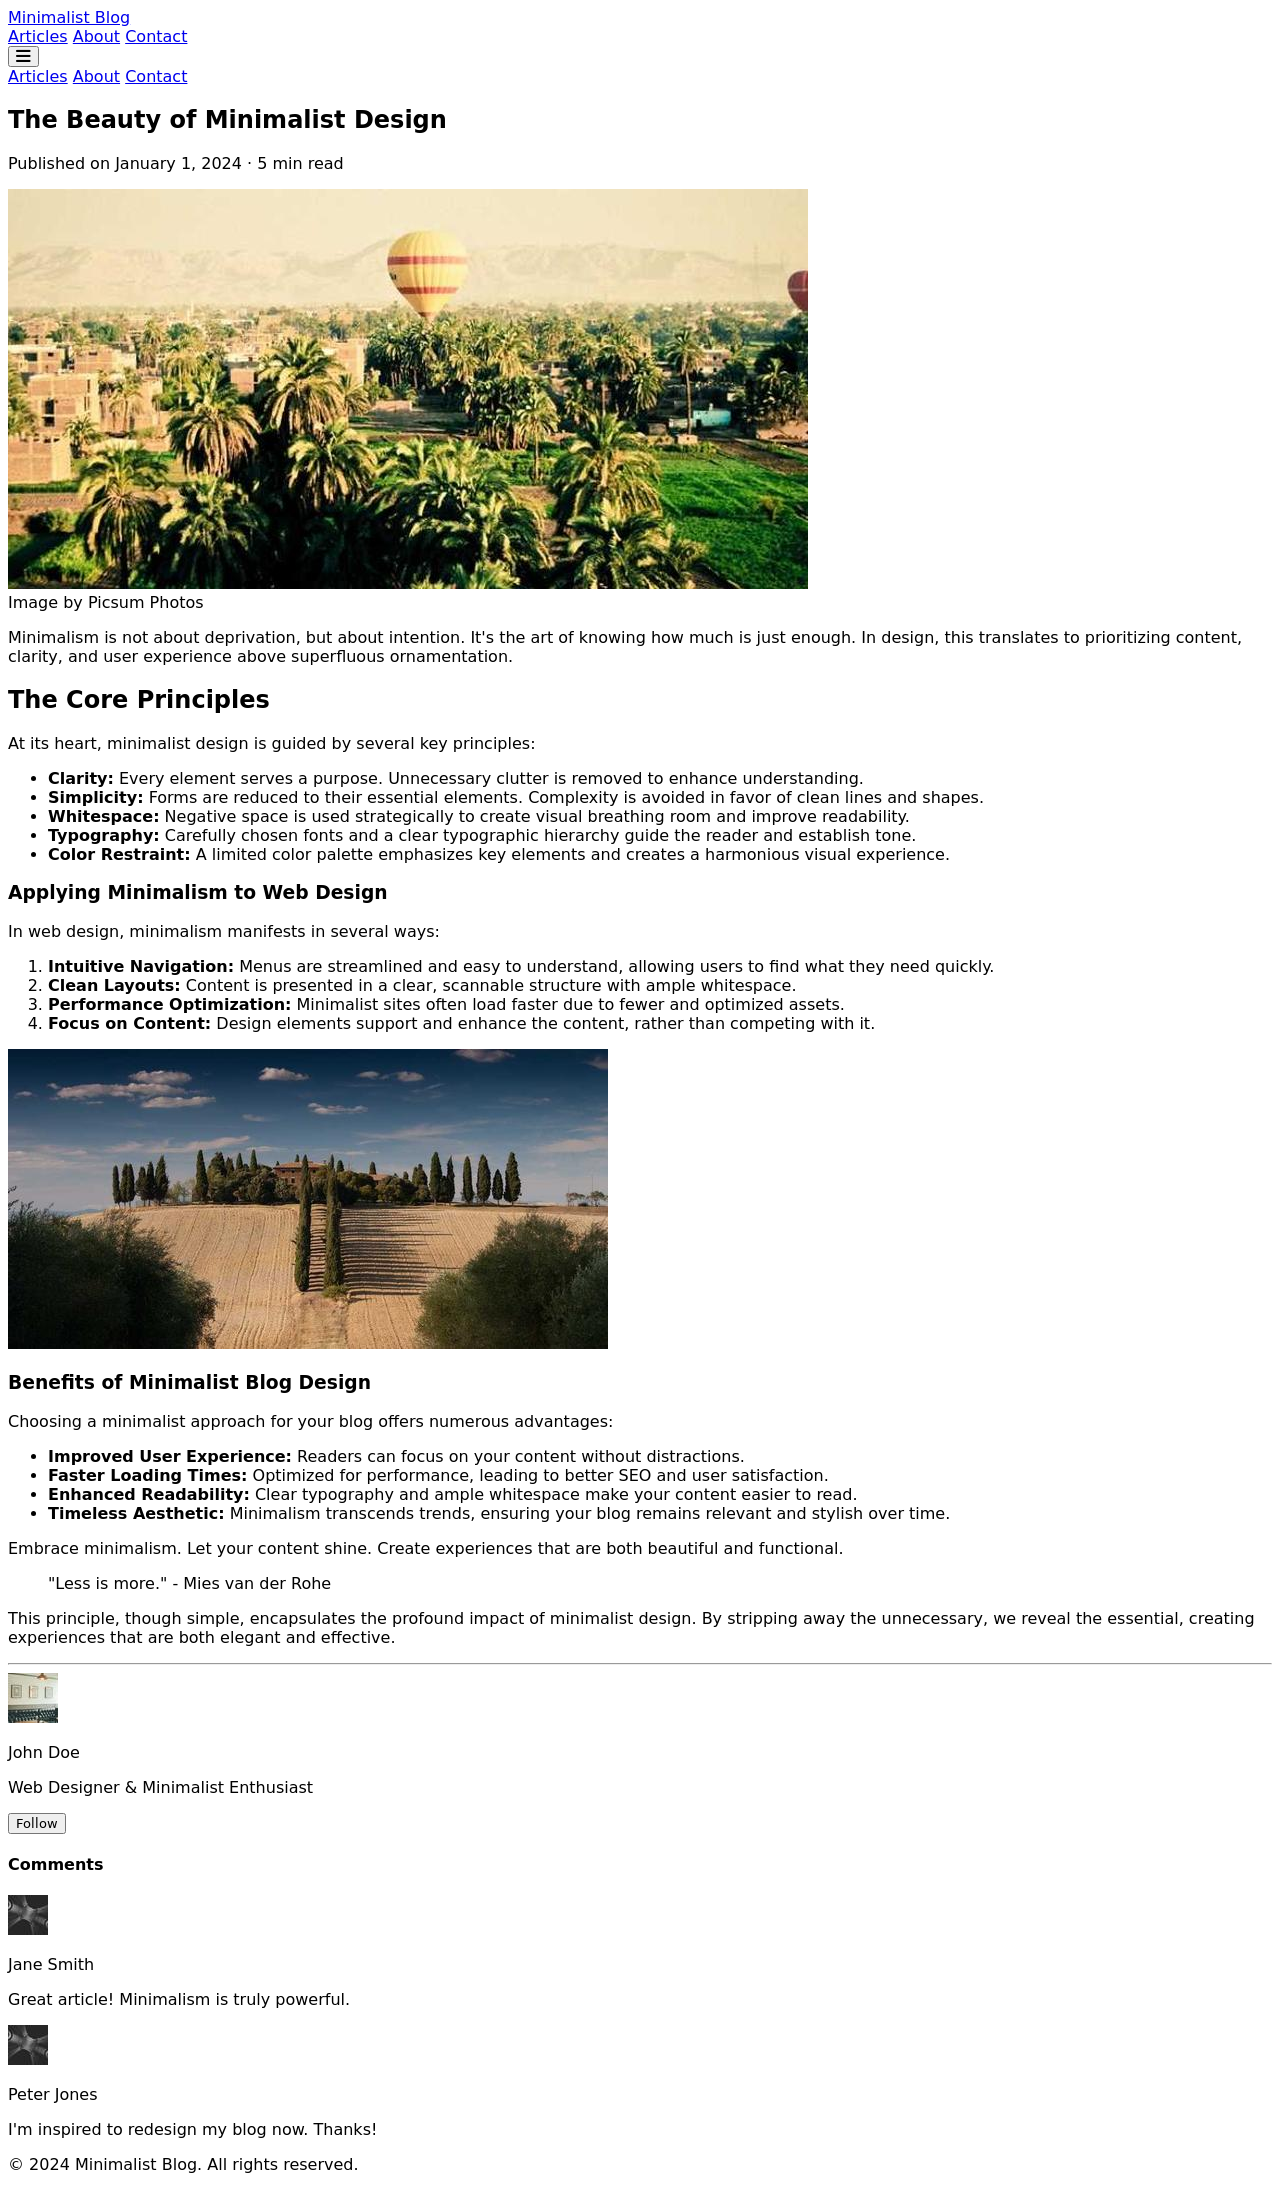 Minimalist Blog
Articles About Contact
Articles About Contact
The Beauty of Minimalist Design
Published on January 1, 2024 · 5 min read
Image by Picsum Photos
Minimalism is not about deprivation, but about intention. It's the art of knowing how much is just enough. In design, this translates to prioritizing content,
clarity, and user experience above superfluous ornamentation.
The Core Principles
At its heart, minimalist design is guided by several key principles:
• Clarity: Every element serves a purpose. Unnecessary clutter is removed to enhance understanding.
• Simplicity: Forms are reduced to their essential elements. Complexity is avoided in favor of clean lines and shapes.
• Whitespace: Negative space is used strategically to create visual breathing room and improve readability.
• Typography: Carefully chosen fonts and a clear typographic hierarchy guide the reader and establish tone.
• Color Restraint: A limited color palette emphasizes key elements and creates a harmonious visual experience.
Applying Minimalism to Web Design
In web design, minimalism manifests in several ways:
1. Intuitive Navigation: Menus are streamlined and easy to understand, allowing users to find what they need quickly.
2. Clean Layouts: Content is presented in a clear, scannable structure with ample whitespace.
3. Performance Optimization: Minimalist sites often load faster due to fewer and optimized assets.
4. Focus on Content: Design elements support and enhance the content, rather than competing with it.
Benefits of Minimalist Blog Design
Choosing a minimalist approach for your blog offers numerous advantages:
• Improved User Experience: Readers can focus on your content without distractions.
• Faster Loading Times: Optimized for performance, leading to better SEO and user satisfaction.
• Enhanced Readability: Clear typography and ample whitespace make your content easier to read.
• Timeless Aesthetic: Minimalism transcends trends, ensuring your blog remains relevant and stylish over time.
Embrace minimalism. Let your content shine. Create experiences that are both beautiful and functional.
"Less is more." - Mies van der Rohe
This principle, though simple, encapsulates the profound impact of minimalist design. By stripping away the unnecessary, we reveal the essential, creating
experiences that are both elegant and effective.
John Doe
Web Designer & Minimalist Enthusiast
Follow
Comments
Jane Smith
Great article! Minimalism is truly powerful.
Peter Jones
I'm inspired to redesign my blog now. Thanks!
© 2024 Minimalist Blog. All rights reserved.